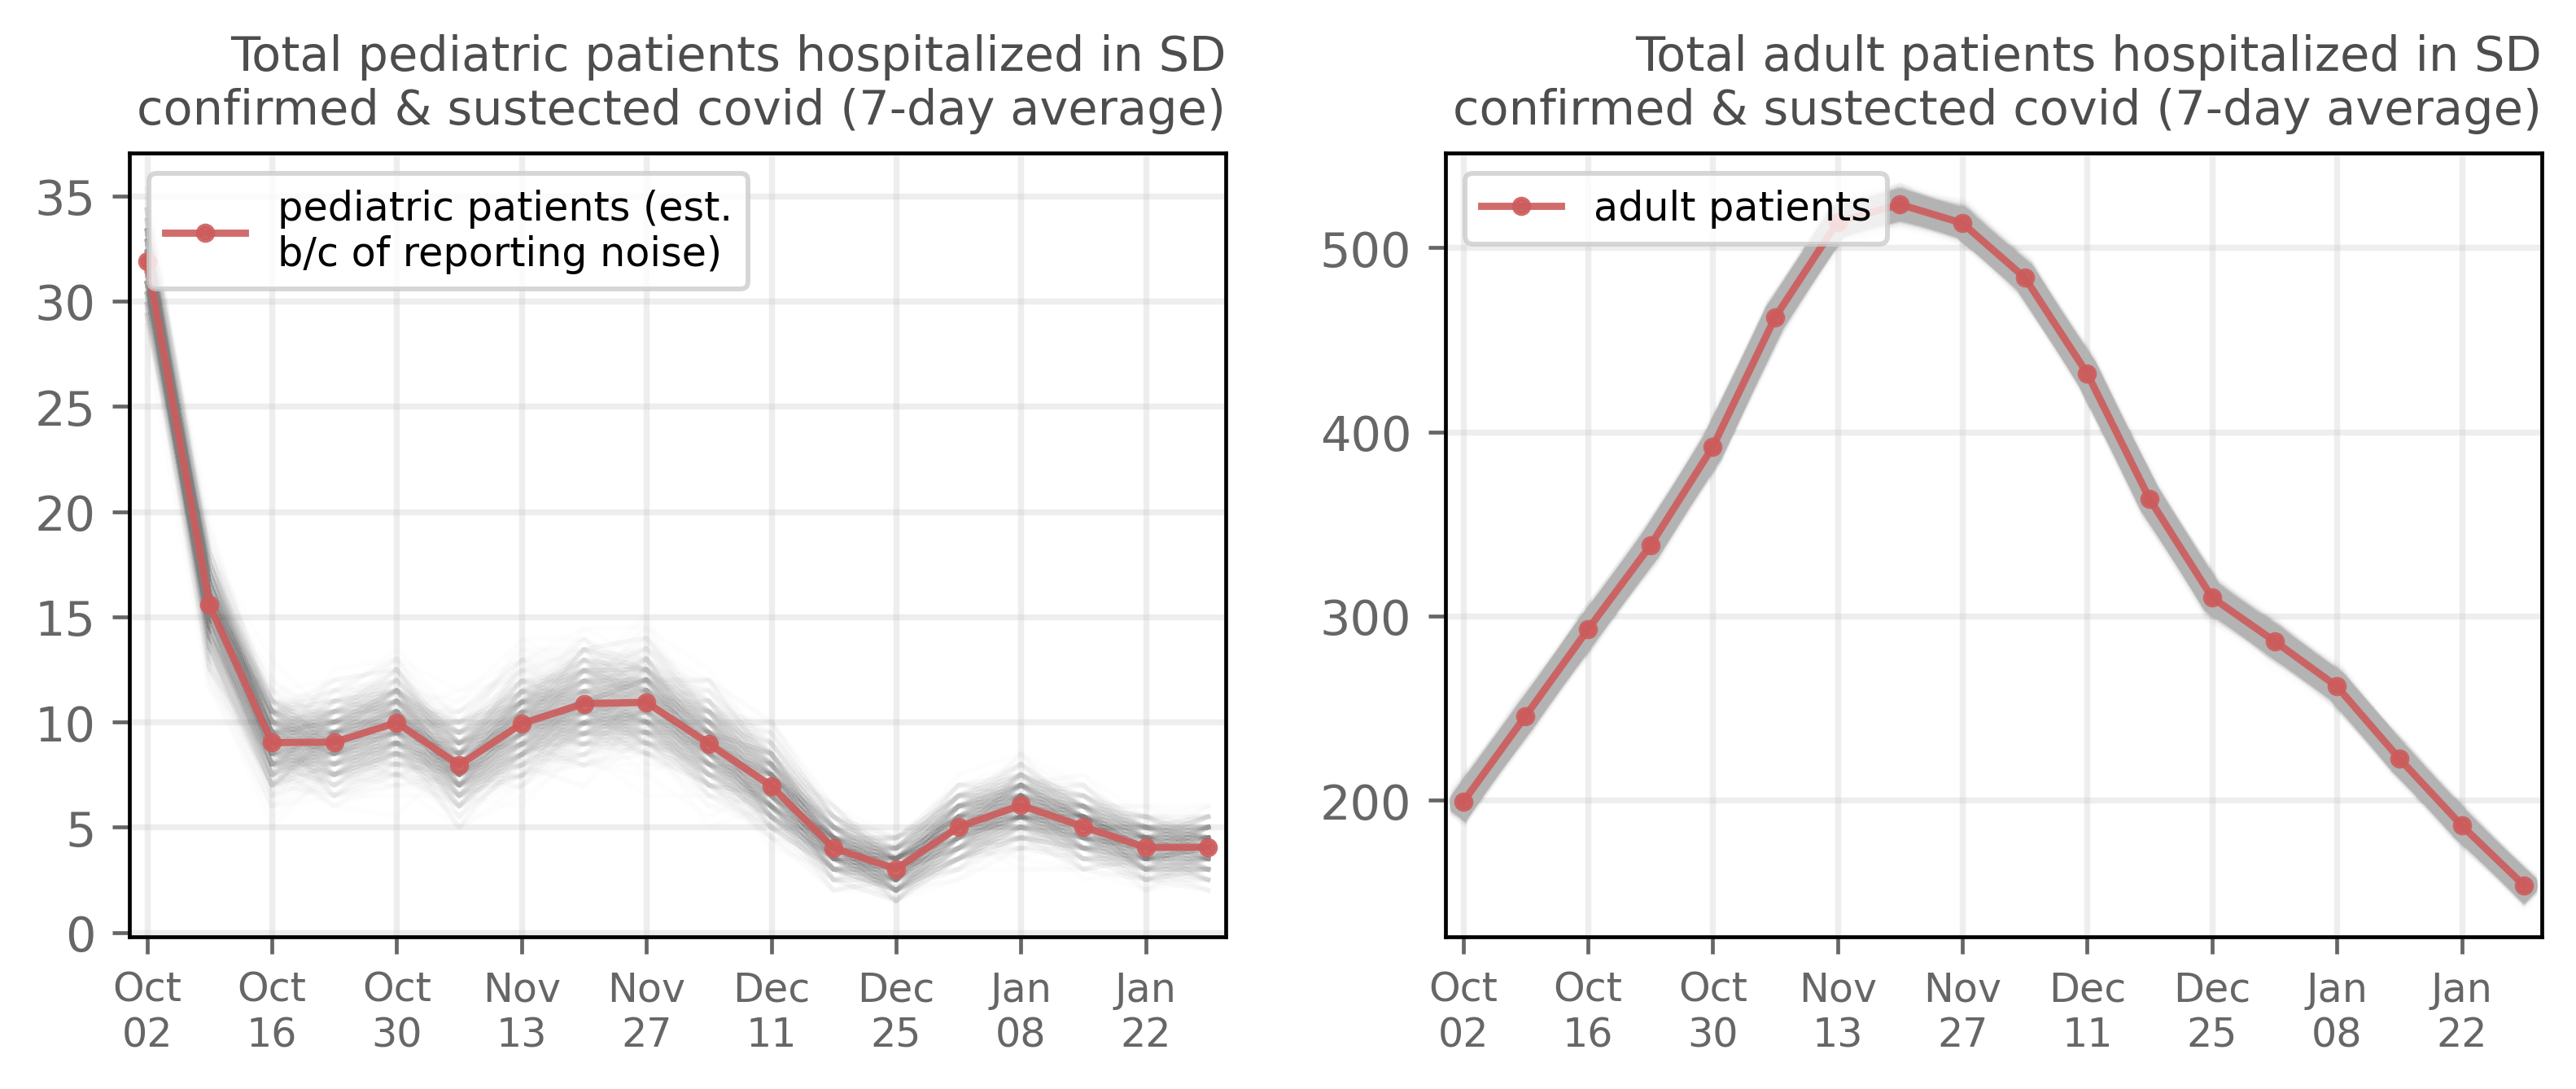 Total pediatric patients hospitalized in SD
confirmed & sustected covid (7-day average)
pediatric patients (est.
b/c of reporting noise)
35
30
25
20
15
10
5
0
Oct Oct Oct Nov Nov Dec Dec Jan Jan
02 16 30 13 27 11 25 08 22
Total adult patients hospitalized in SD
confirmed & sustected covid (7-day average)
adult patients
500
400
300
200
Oct Oct Oct Nov Nov Dec Dec Jan Jan
02 16 30 13 27 11 25 08 22